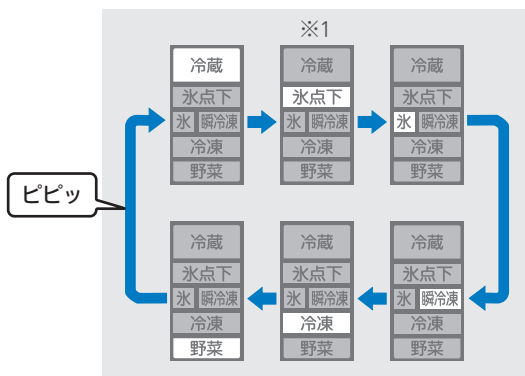 ※1
冷蔵 冷蔵 冷蔵
氷点下 氷点下 氷点下
氷 瞬冷凍 氷 瞬冷凍 氷 瞬冷凍
冷凍 冷凍 冷凍
野菜 野菜 野菜
ピピッ
冷蔵 冷蔵 冷蔵
氷点下 氷点下 氷点下
氷 瞬冷凍 氷 瞬冷凍 氷 瞬冷凍
冷凍 冷凍 冷凍
野菜 野菜 野菜